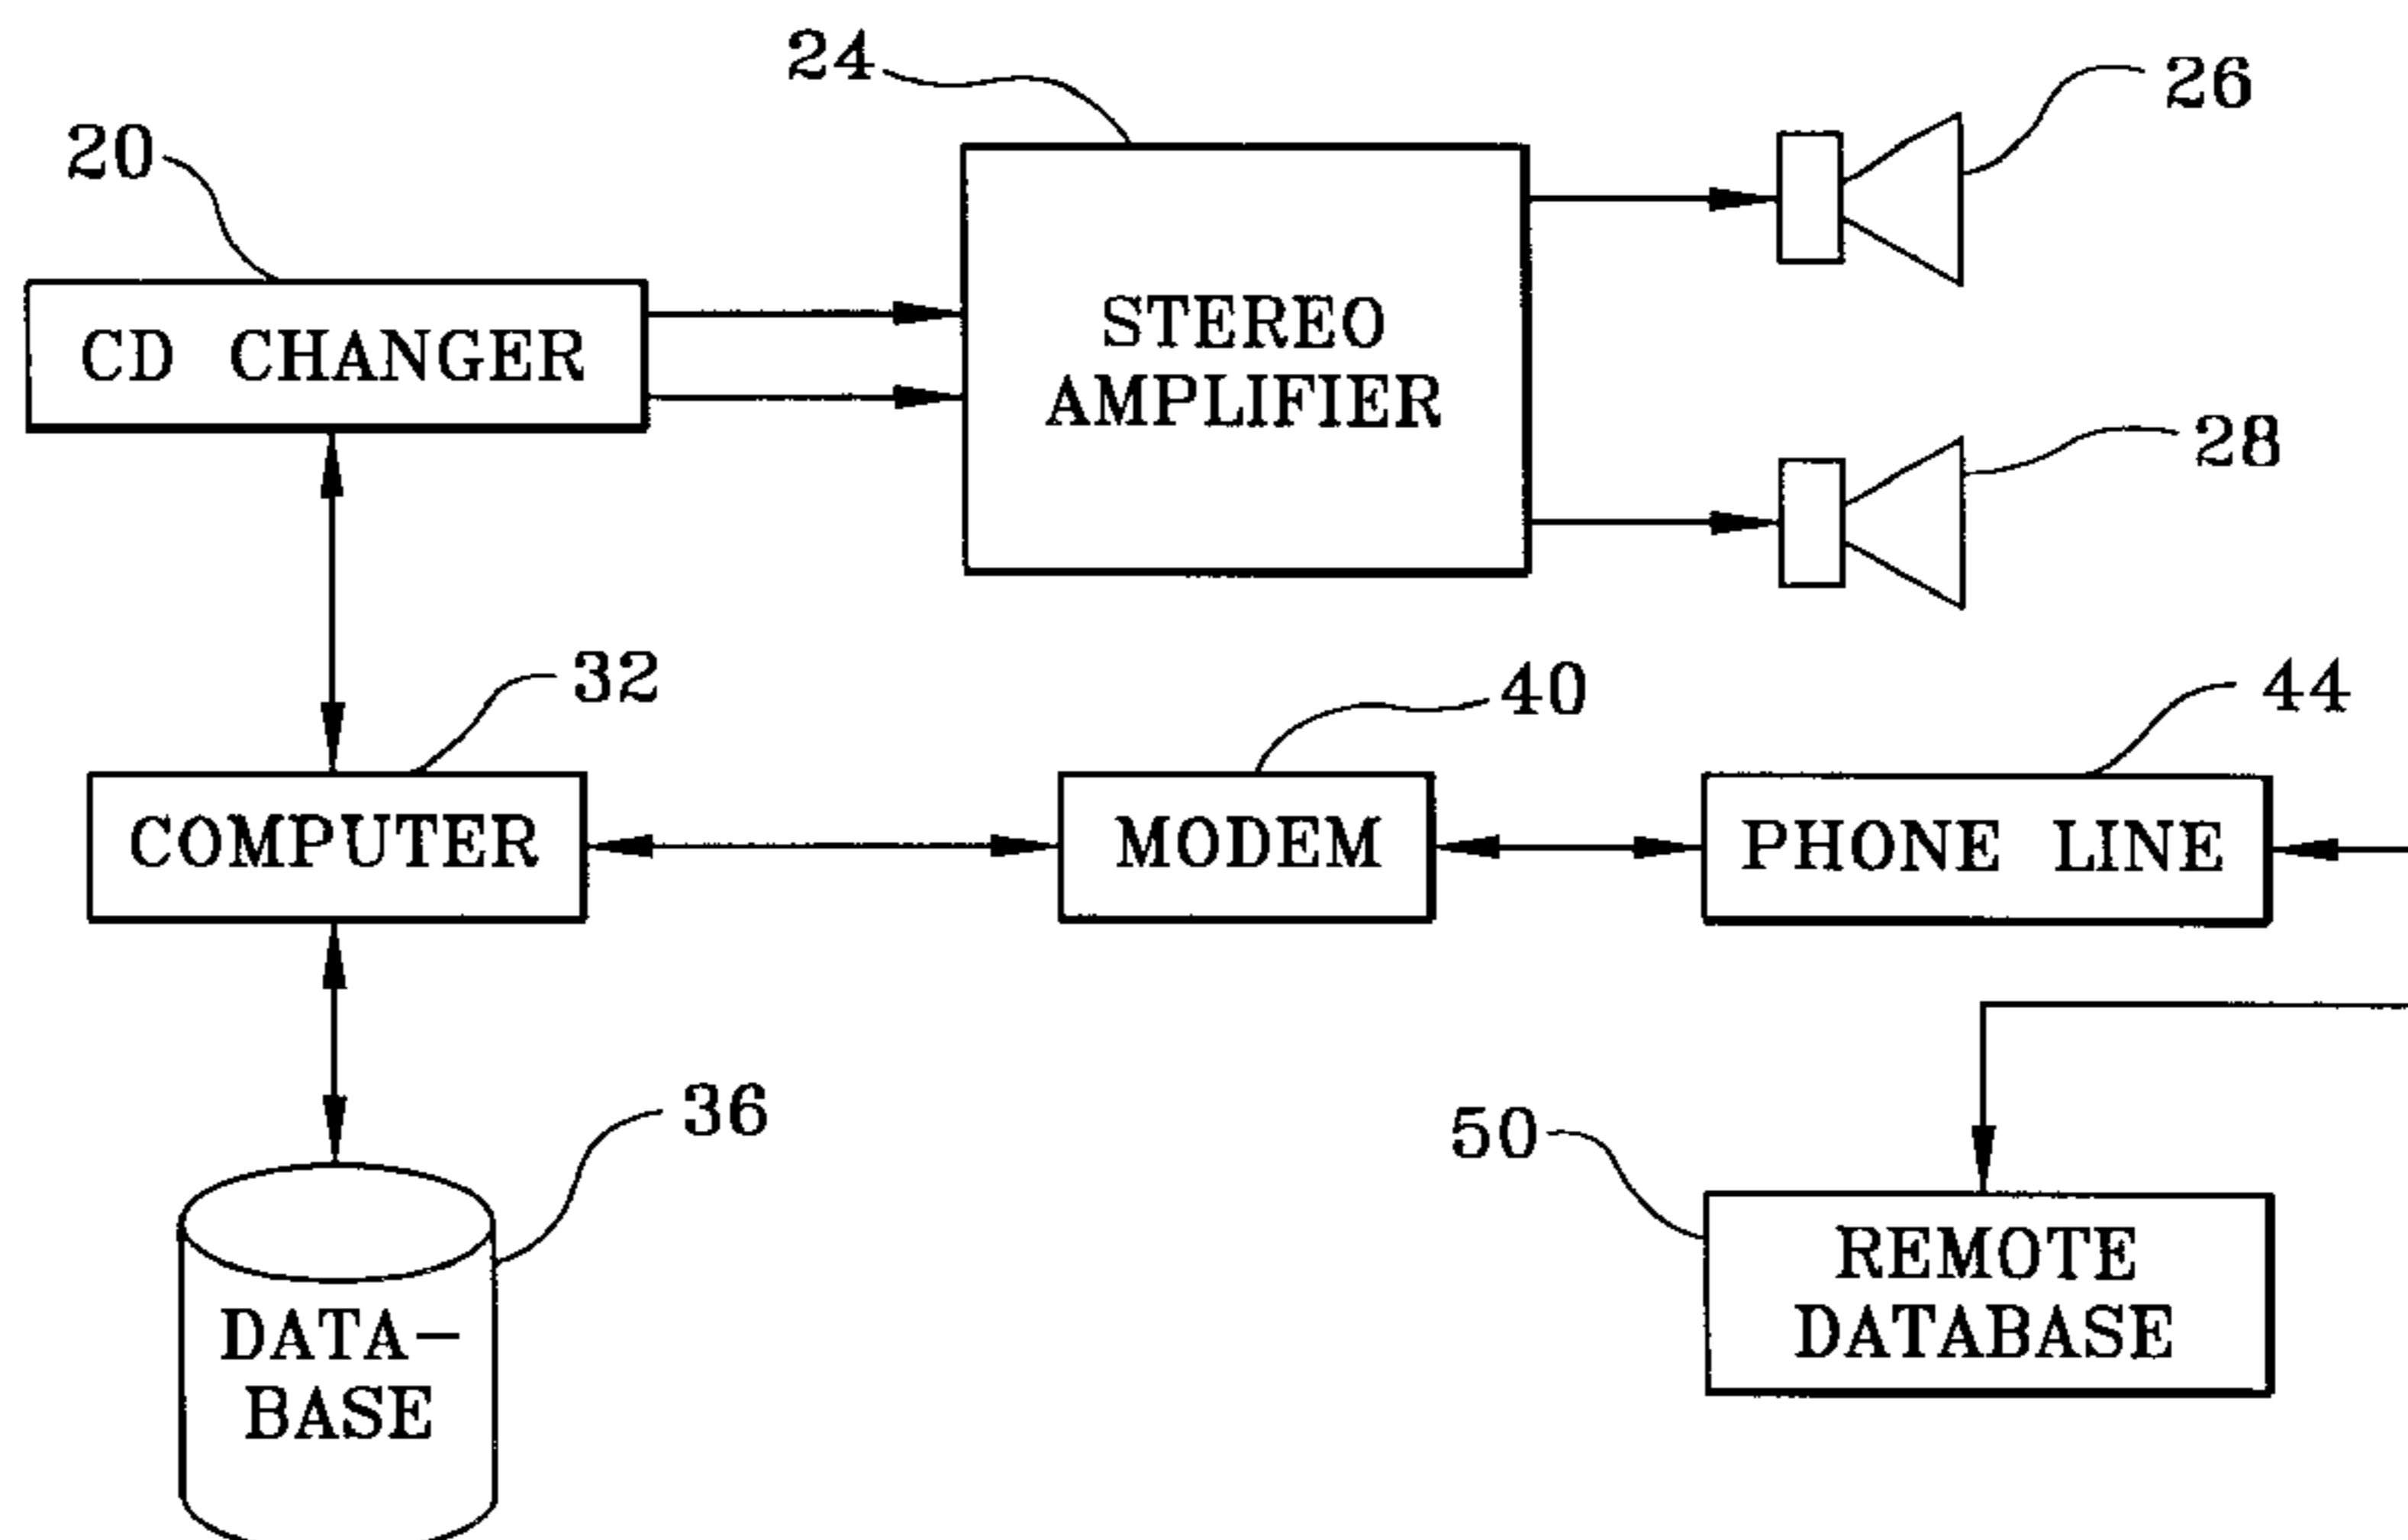 24
26
20
STEREO
AMPLIFIER
CD CHANGER
28
32
40
44
COMPUTER
MODEM
PHONE LINE
36
50
REMOTE
DATABASE
DATA-
BASE